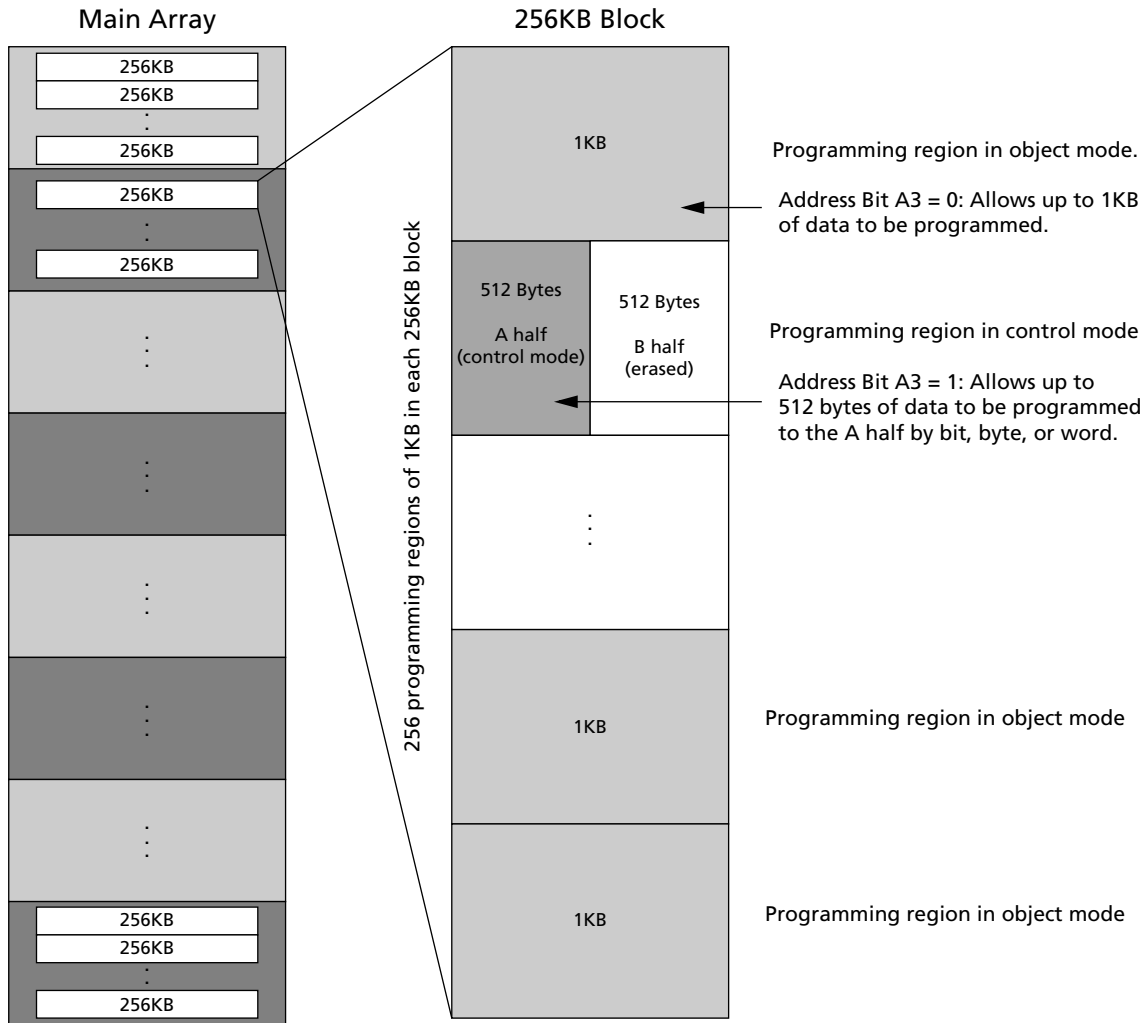 Main Array
256KB
256KB
256KB
256KB
256KB
256KB
256KB
256KB
256KB Block
256 programming regions of 1KB in each 256KB block
1KB
Programming region in object mode.
Address Bit A3 = 0: Allows up to 1KB
of data to be programmed.
512 Bytes
A half
(control mode)
512 Bytes
B half
(erased)
Programming region in control mode
Address Bit A3 = 1: Allows up to
512 bytes of data to be programmed
to the A half by bit, byte, or word.
1KB
Programming region in object mode
1KB
Programming region in object mode